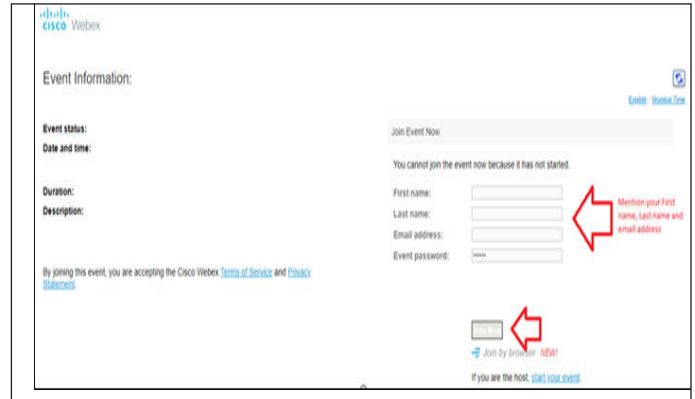 cisco Webex
Event Information:
English : Mumbai Time
Event status:
Date and time:
Duration:
Description:
By joining this event, you are accepting the Cisco Webex Terms of Service and Privacy
Statement.
Join Event Now
You cannot join the event now because it has not started.
First name:
Last name:
Email address:
Event password:
Mention your First
name, Last name and
email address
Join by browser NEW!
If you are the host, start your event.